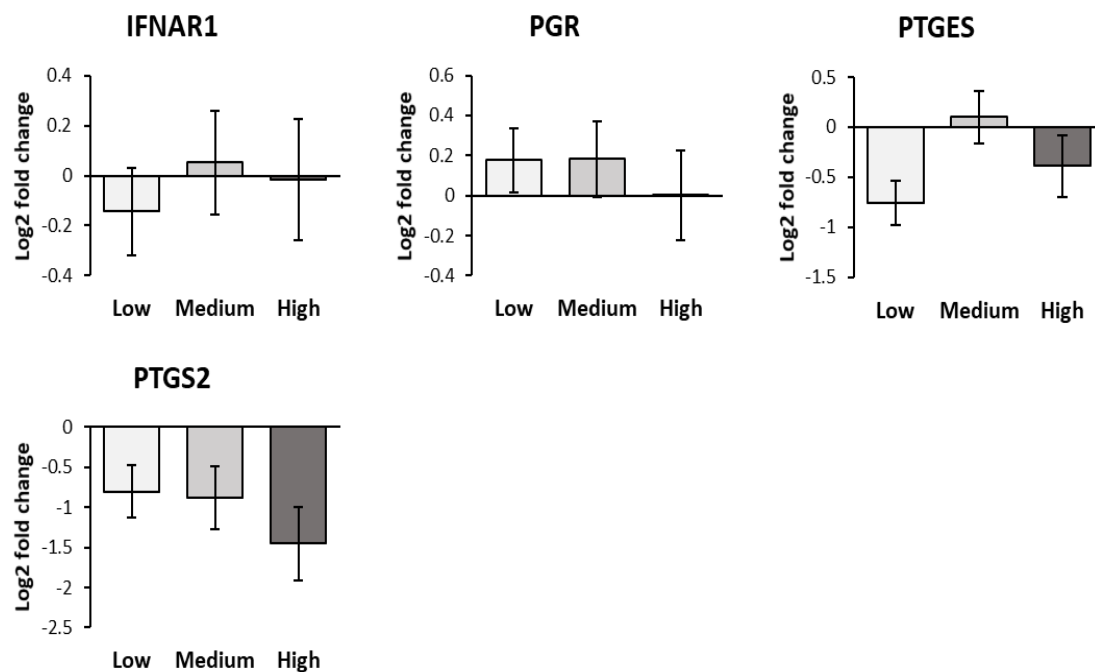 IFNAR1
Log2 fold change
0.4
0.2
0
-0.2
-0.4
Low Medium High
PGR
Log2 fold change
0.6
0.4
0.2
0
-0.2
-0.4
Low Medium High
PTGES
Log2 fold change
0.5
0
-0.5
-1
-1.5
Low Medium High
PTGS2
Log2 fold change
0
-0.5
-1
-1.5
-2
-2.5
Low Medium High